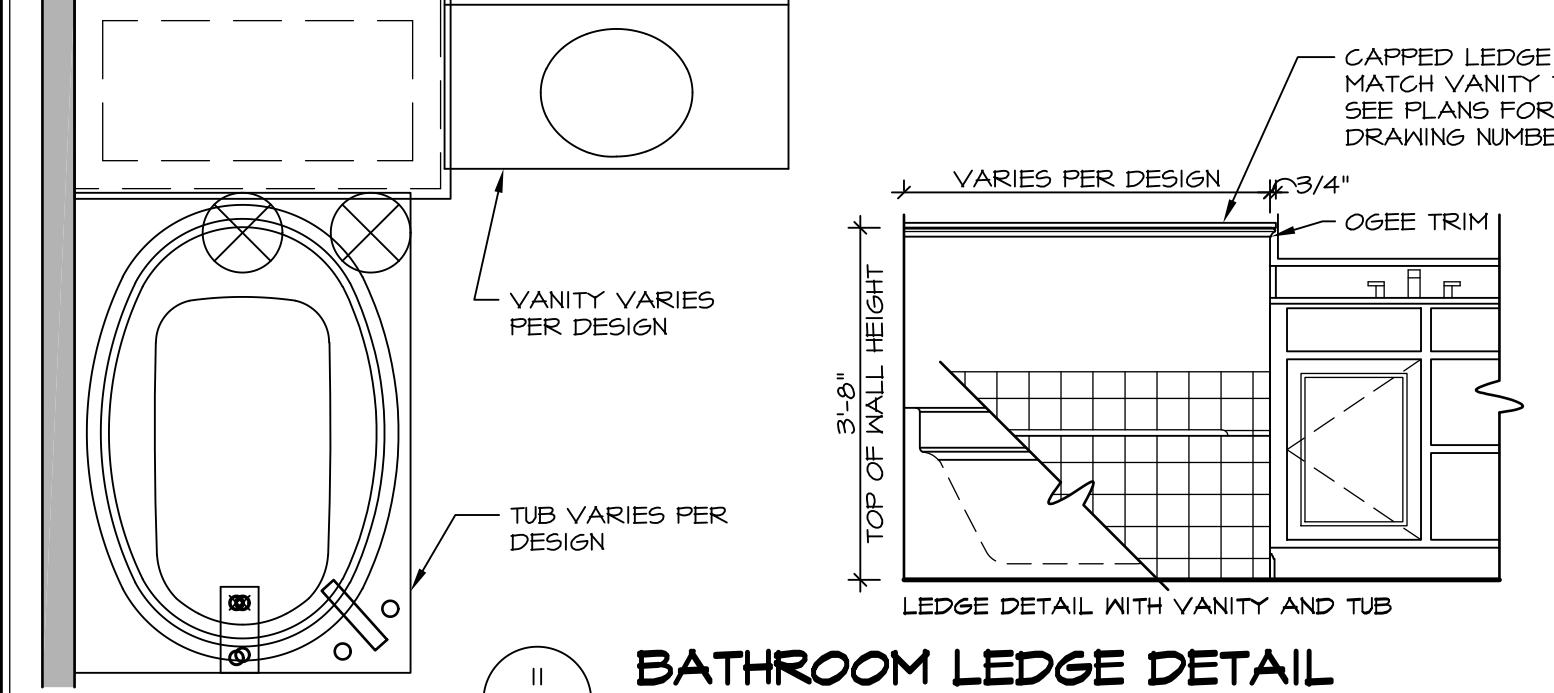 CAPPED LEDGE
MATCH VANITY
SEE PLANS FOR
DRAWING
VARIES PER DESIGN
3/4"
OGEE TRIM
VANITY VARIES
PER DESIGN
3'-8"
TOP OF WALL HEIGHT
TUB VARIES PER
DESIGN
LEDGE DETAIL WITH VANITY AND TUB
11
BATHROOM LEDGE DETAIL